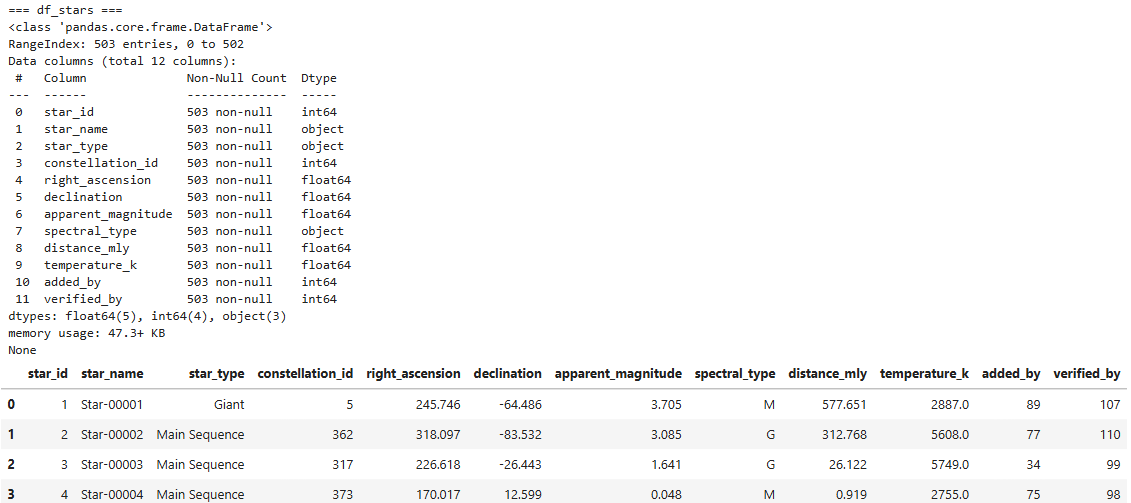 === df_stars ===
<class 'pandas.core.frame.DataFrame'>
RangeIndex: 503 entries, 0 to 502
Data columns (total 12 columns):
 #   Column              Non-Null Count  Dtype
---  ------              --------------  -----
 0   star_id             503 non-null    int64
 1   star_name           503 non-null    object
 2   star_type           503 non-null    object
 3   constellation_id    503 non-null    int64
 4   right_ascension     503 non-null    float64
 5   declination         503 non-null    float64
 6   apparent_magnitude  503 non-null    float64
 7   spectral_type       503 non-null    object
 8   distance_mly        503 non-null    float64
 9   temperature_k       503 non-null    float64
 10  added_by            503 non-null    int64
 11  verified_by         503 non-null    int64
dtypes: float64(5), int64(4), object(3)
memory usage: 47.3+ KB
None
star_id star_name star_type constellation_id right_ascension declination apparent_magnitude spectral_type distance_mly temperature_k added_by verified_by
0 1 Star-00001 Giant 5 245.746 -64.486 3.705 M 577.651 2887.0 89 107
1 2 Star-00002 Main Sequence 362 318.097 -83.532 3.085 G 312.768 5608.0 77 110
2 3 Star-00003 Main Sequence 317 226.618 -26.443 1.641 G 26.122 5749.0 34 99
3 4 Star-00004 Main Sequence 373 170.017 12.599 0.048 M 0.919 2755.0 75 98